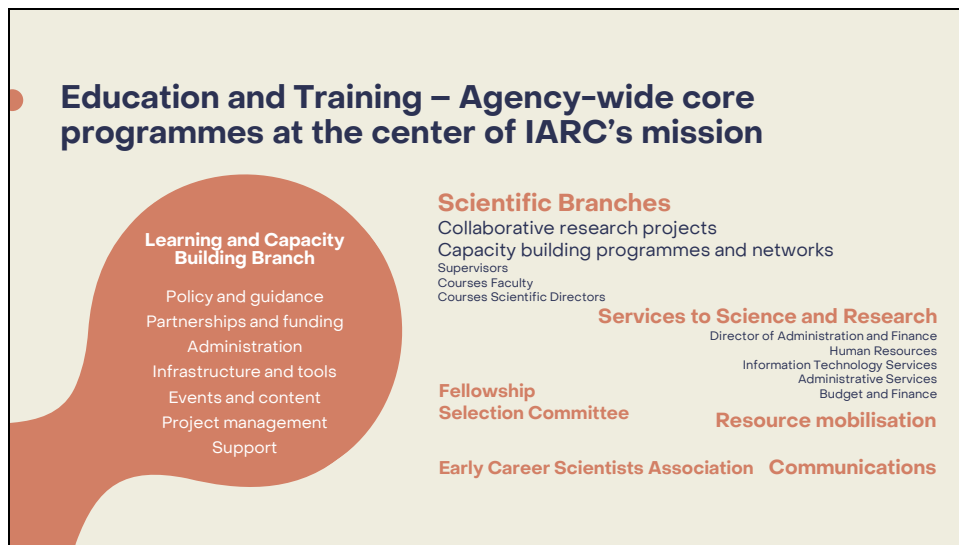 Education and Training – Agency-wide core
programmes at the center of IARC's mission
Learning and Capacity
Building Branch
Policy and guidance
Partnerships and funding
Administration
Infrastructure and tools
Events and content
Project management
Support
Scientific Branches
Collaborative research projects
Capacity building programmes and networks
Supervisors
Courses Faculty
Courses Scientific Directors
Services to Science and Research
Director of Administration and Finance
Human Resources
Information Technology Services
Administrative Services
Budget and Finance
Fellowship
Selection Committee
Resource mobilisation
Early Career Scientists Association
Communications